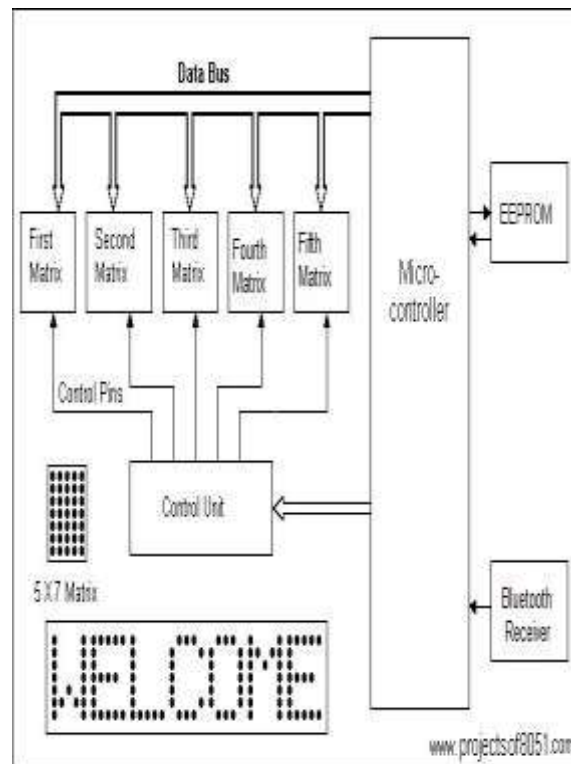 Data Bus
First
Matrix
Second
Matrix
Third
Matrix
Fourth
Matrix
Fifth
Matrix
Micro-
controller
EEPROM
Control Pins
Control Unit
5 X 7 Matrix
Bluetooth
Receiver
WELCOME
www.projectsof8051.com